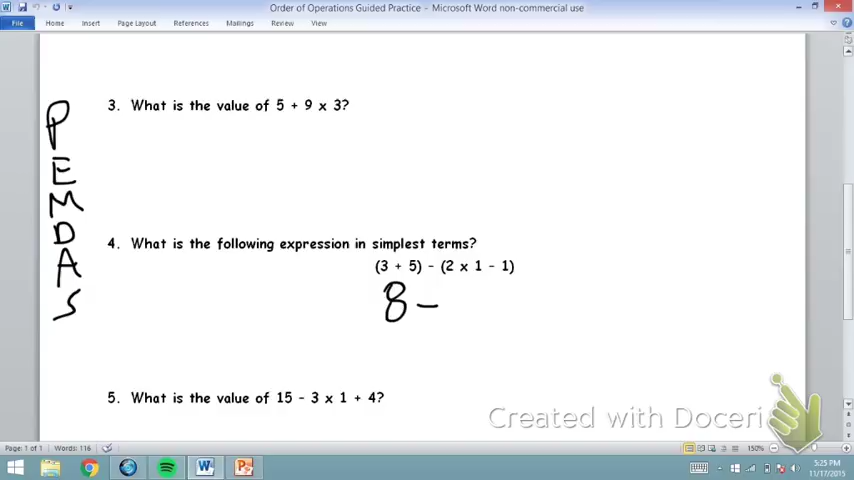 Order of Operations Guided Practice - Microsoft Word non-commercial use
File Home Insert Page Layout References Mailings Review View
3. What is the value of 5 + 9 x 3?
P
E
M
D
A
S
4. What is the following expression in simplest terms?
(3 + 5) - (2 x 1 - 1)
8 -
5. What is the value of 15 - 3 x 1 + 4?
Created with Doceri
Page: 1 of 1 Words: 116 150%
5:25 PM
11/17/2015